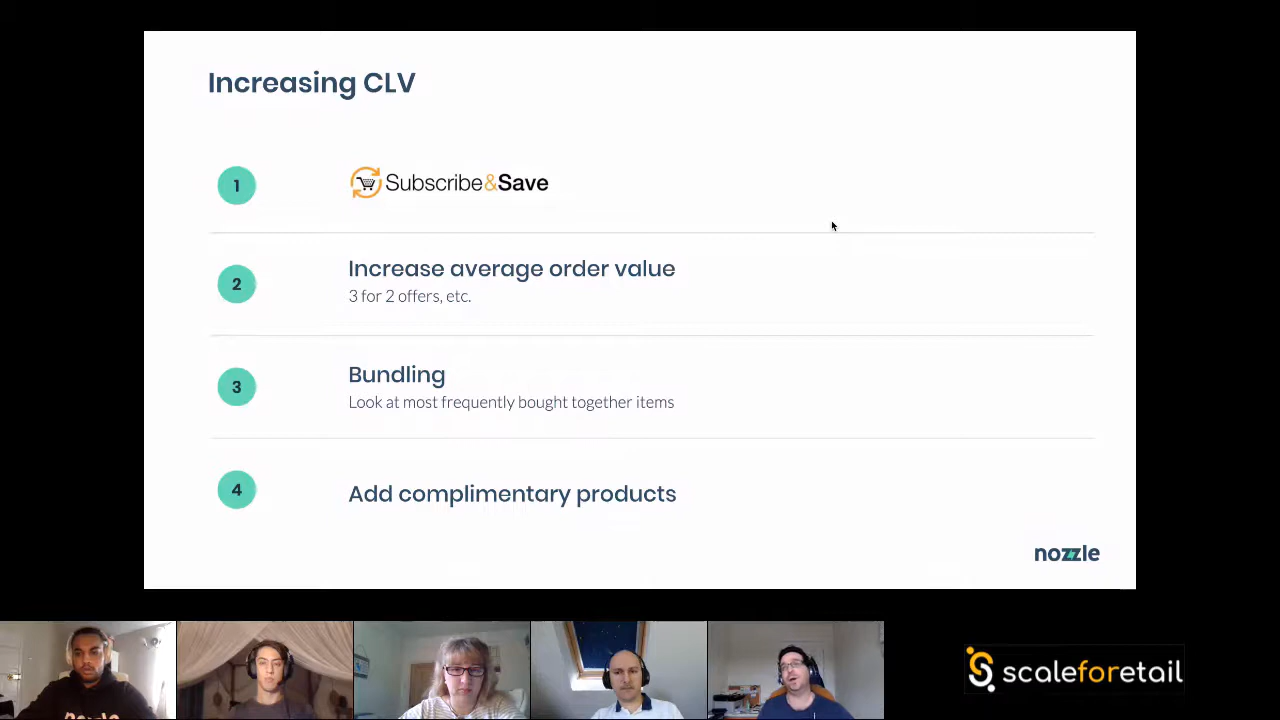 Increasing CLV
1
Subscribe&Save
2
Increase average order value
3 for 2 offers, etc.
3
Bundling
Look at most frequently bought together items
4
Add complimentary products
nozzle
scaleforetail